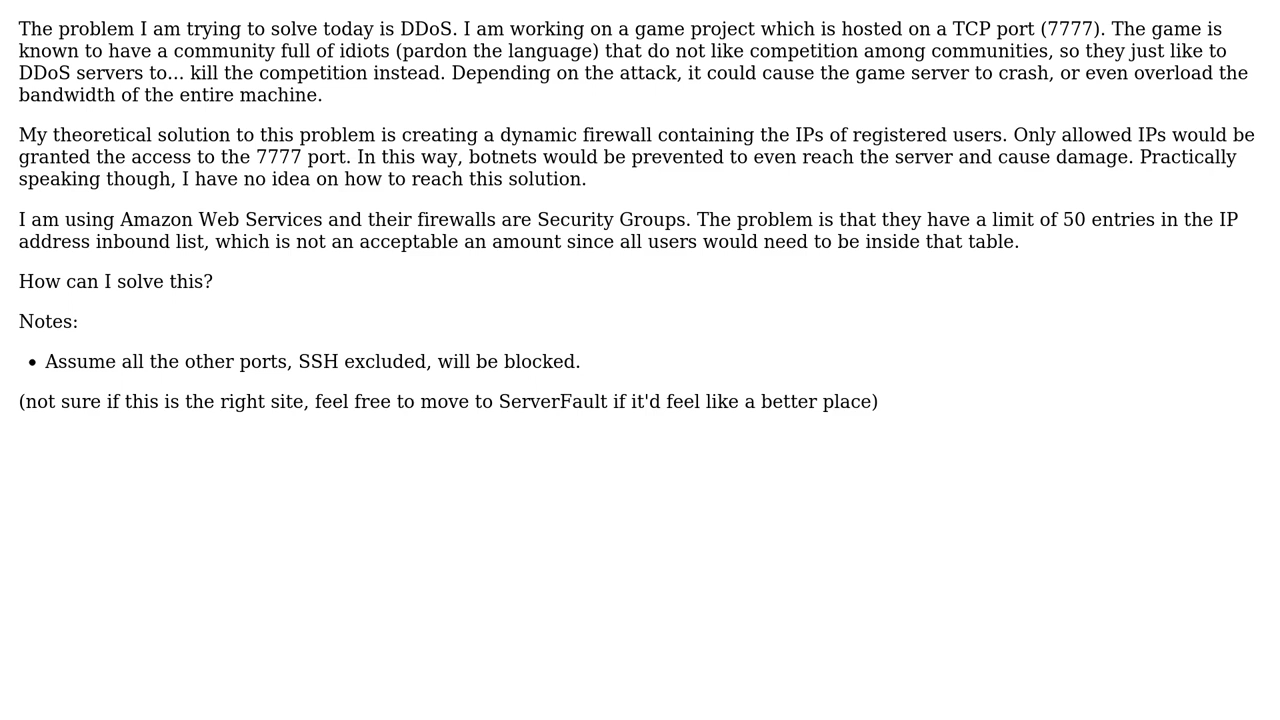 The problem I am trying to solve today is DDoS. I am working on a game project which is hosted on a TCP port (7777). The game is
known to have a community full of idiots (pardon the language) that do not like competition among communities, so they just like to
DDoS servers to... kill the competition instead. Depending on the attack, it could cause the game server to crash, or even overload the
bandwidth of the entire machine.
My theoretical solution to this problem is creating a dynamic firewall containing the IPs of registered users. Only allowed IPs would be
granted the access to the 7777 port. In this way, botnets would be prevented to even reach the server and cause damage. Practically
speaking though, I have no idea on how to reach this solution.
I am using Amazon Web Services and their firewalls are Security Groups. The problem is that they have a limit of 50 entries in the IP
address inbound list, which is not an acceptable an amount since all users would need to be inside that table.
How can I solve this?
Notes:
• Assume all the other ports, SSH excluded, will be blocked.
(not sure if this is the right site, feel free to move to ServerFault if it'd feel like a better place)